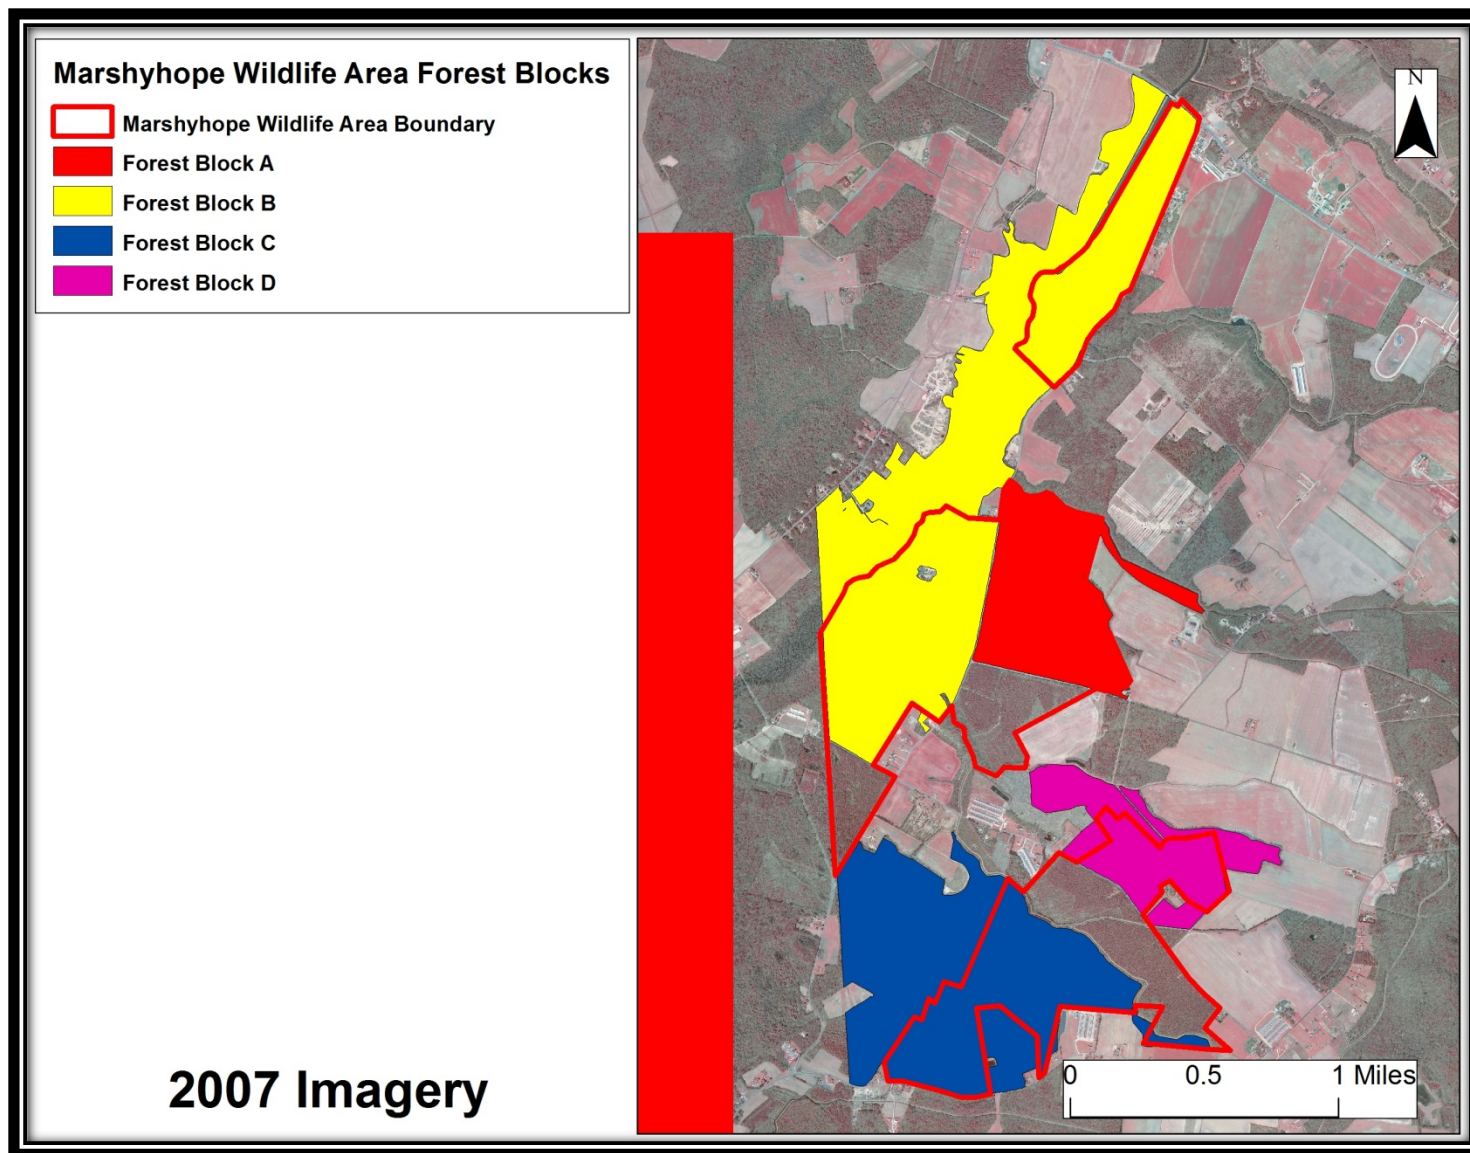 Marshyhope Wildlife Area Forest Blocks
Marshyhope Wildlife Area Boundary
Forest Block A
Forest Block B
Forest Block C
Forest Block D
N
2007 Imagery
0 0.5 1 Miles